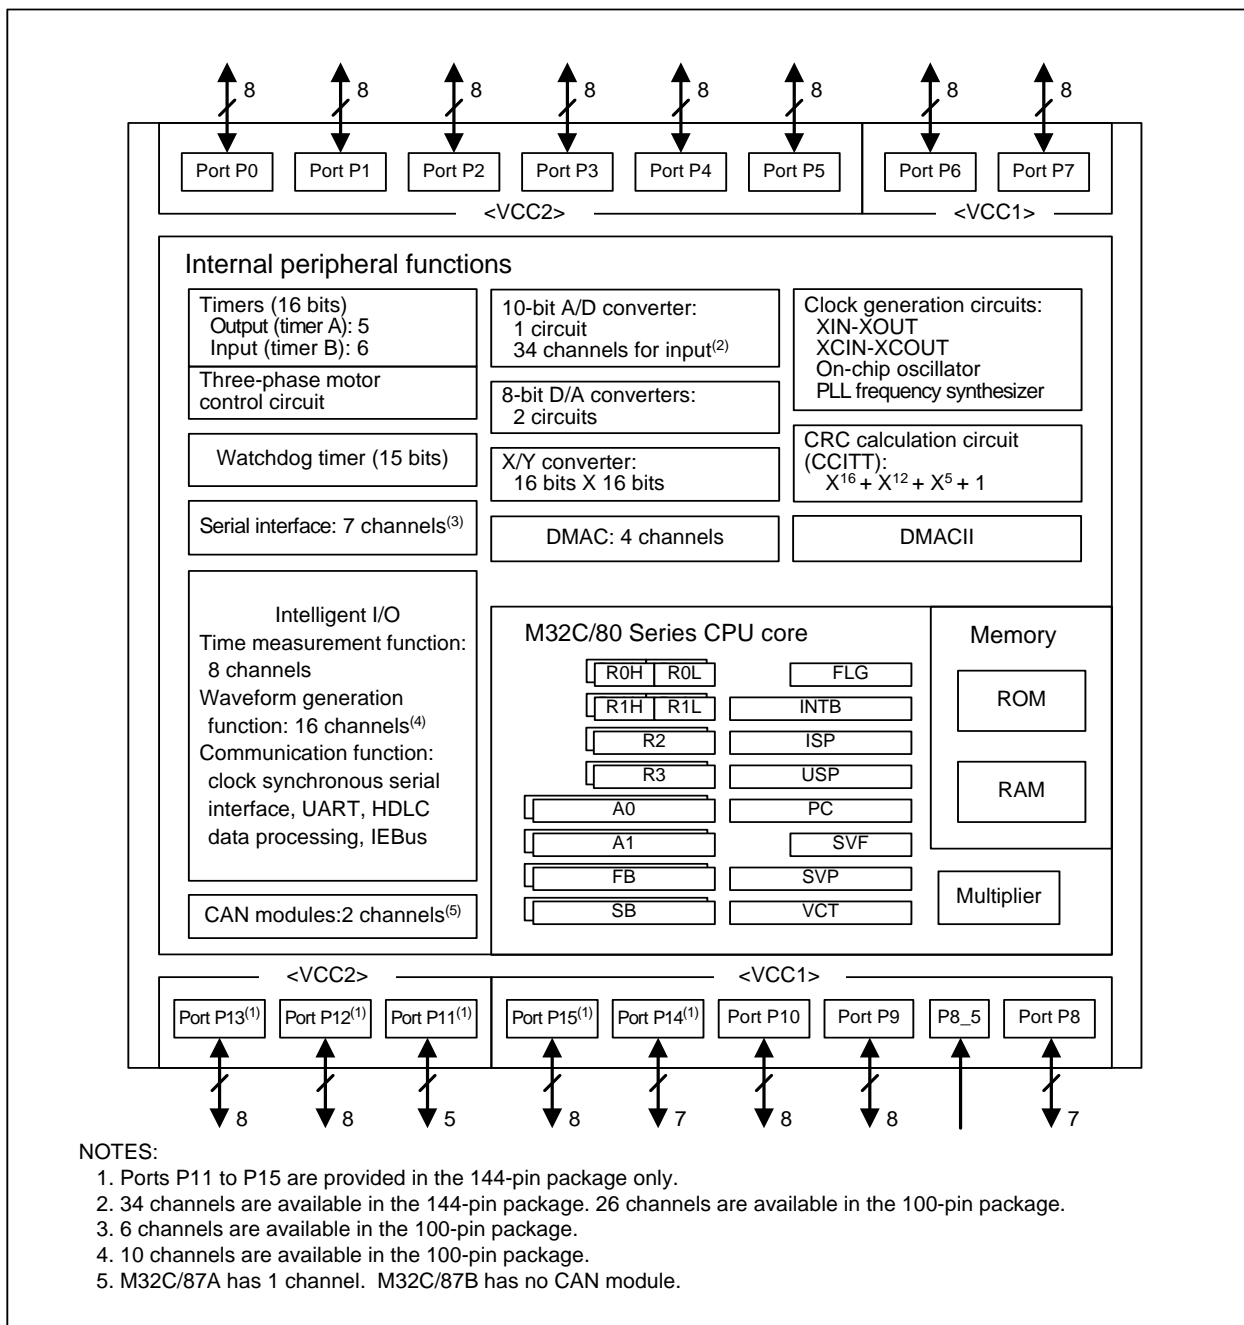 8 8 8 8 8 8 8 8
Port P0 Port P1 Port P2 Port P3 Port P4 Port P5 Port P6 Port P7
<VCC2> <VCC1>
Internal peripheral functions
Timers (16 bits)
Output (timer A): 5
Input (timer B): 6
Three-phase motor
control circuit
Watchdog timer (15 bits)
Serial interface: 7 channels(3)
Intelligent I/O
Time measurement function:
8 channels
Waveform generation
function: 16 channels(4)
Communication function:
clock synchronous serial
interface, UART, HDLC
data processing, IEBus
CAN modules:2 channels(5)
10-bit A/D converter:
1 circuit
34 channels for input(2)
8-bit D/A converters:
2 circuits
X/Y converter:
16 bits X 16 bits
DMAC: 4 channels
Clock generation circuits:
XIN-XOUT
XCIN-XCOUT
On-chip oscillator
PLL frequency synthesizer
CRC calculation circuit
(CCITT):
X16 + X12 + X5 + 1
DMACII
M32C/80 Series CPU core
R0H R0L FLG
R1H R1L INTB
R2 ISP
R3 USP
A0 PC
A1 SVF
FB SVP
SB VCT
Memory
ROM
RAM
Multiplier
<VCC2> <VCC1>
Port P13(1) Port P12(1) Port P11(1) Port P15(1) Port P14(1) Port P10 Port P9 P8_5 Port P8
8 8 5 8 7 8 8 7
NOTES:
1. Ports P11 to P15 are provided in the 144-pin package only.
2. 34 channels are available in the 144-pin package. 26 channels are available in the 100-pin package.
3. 6 channels are available in the 100-pin package.
4. 10 channels are available in the 100-pin package.
5. M32C/87A has 1 channel. M32C/87B has no CAN module.